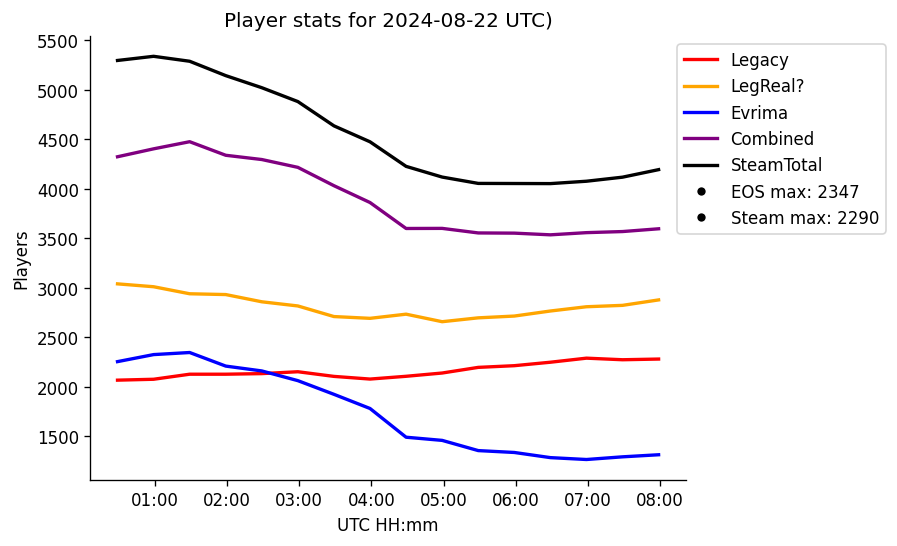 Player stats for 2024-08-22 UTC)
5500
5000
4500
4000
3500
3000
2500
2000
1500
Players
01:00 02:00 03:00 04:00 05:00 06:00 07:00 08:00
UTC HH:mm
Legacy
LegReal?
Evrima
Combined
SteamTotal
EOS max: 2347
Steam max: 2290